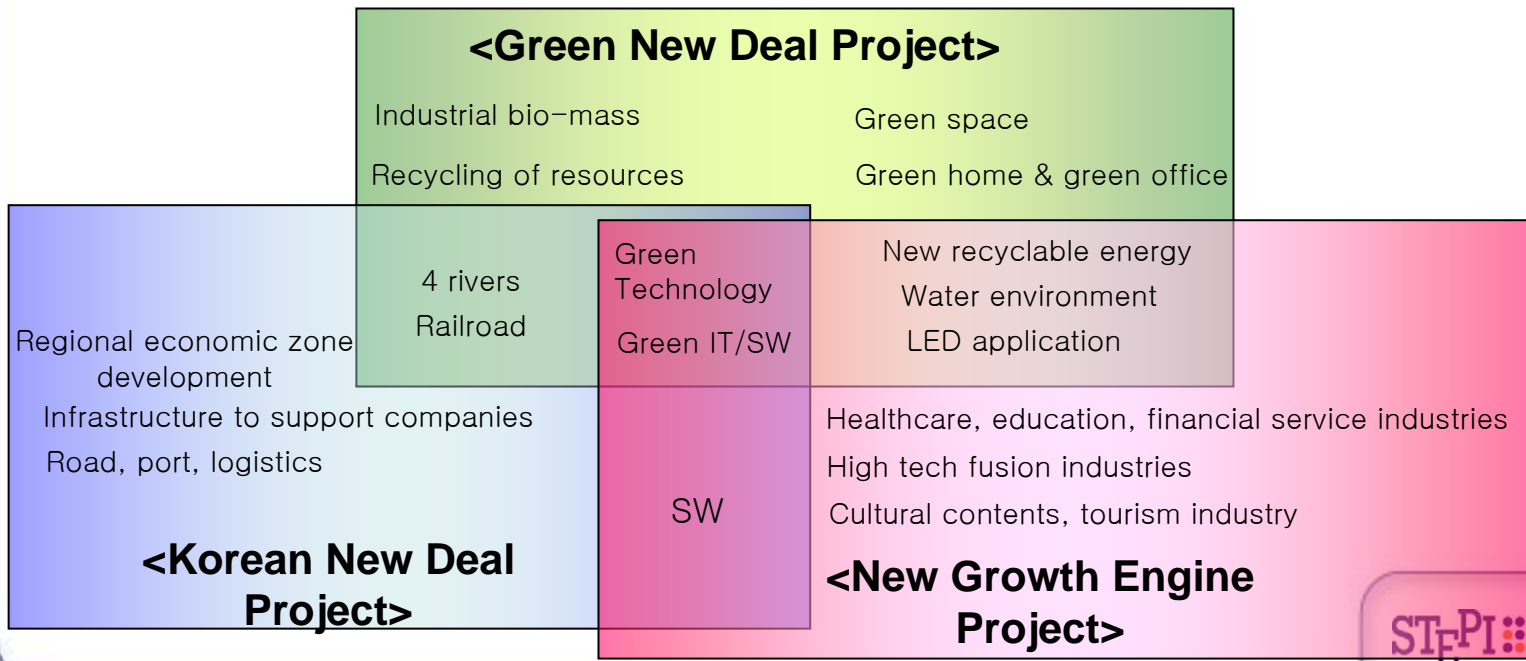 <Green New Deal Project>
Industrial bio-mass
Green space
Recycling of resources
Green home & green office
4 rivers
Railroad
Green
Technology
Green IT/SW
New recyclable energy
Water environment
LED application
Regional economic zone
development
Infrastructure to support companies
Road, port, logistics
Healthcare, education, financial service industries
High tech fusion industries
Cultural contents, tourism industry
SW
<Korean New Deal
Project>
<New Growth Engine
Project>
STEPI